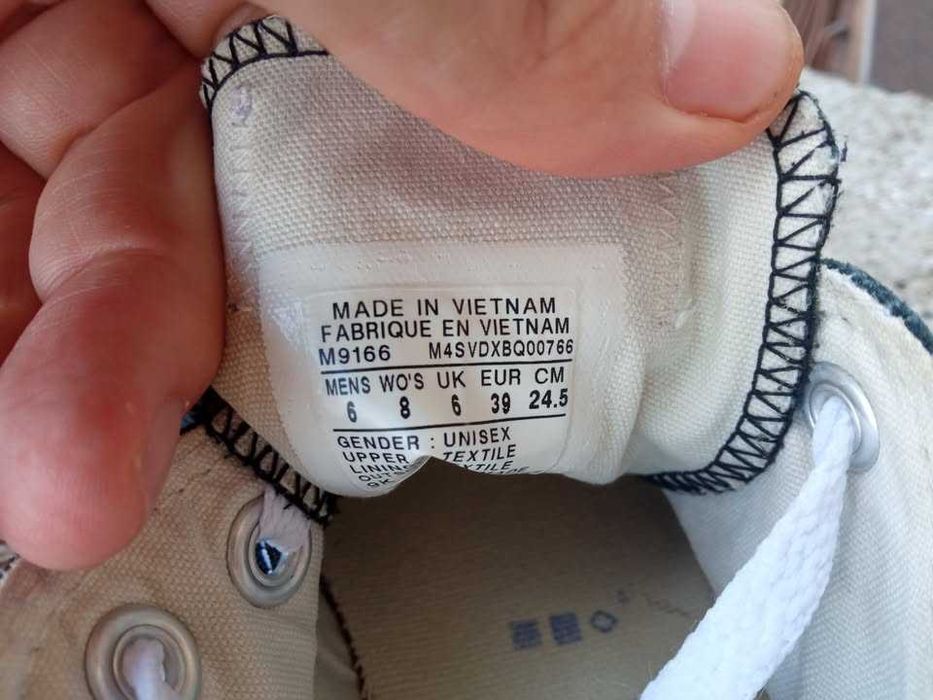 MADE IN VIETNAM
FABRIQUE EN VIETNAM
M9166 M4SVDXBQ00766
MENS WO'S UK EUR CM
6 8 6 39 24.5
GENDER : UNISEX
UPPER TEXTILE
TEXTILE